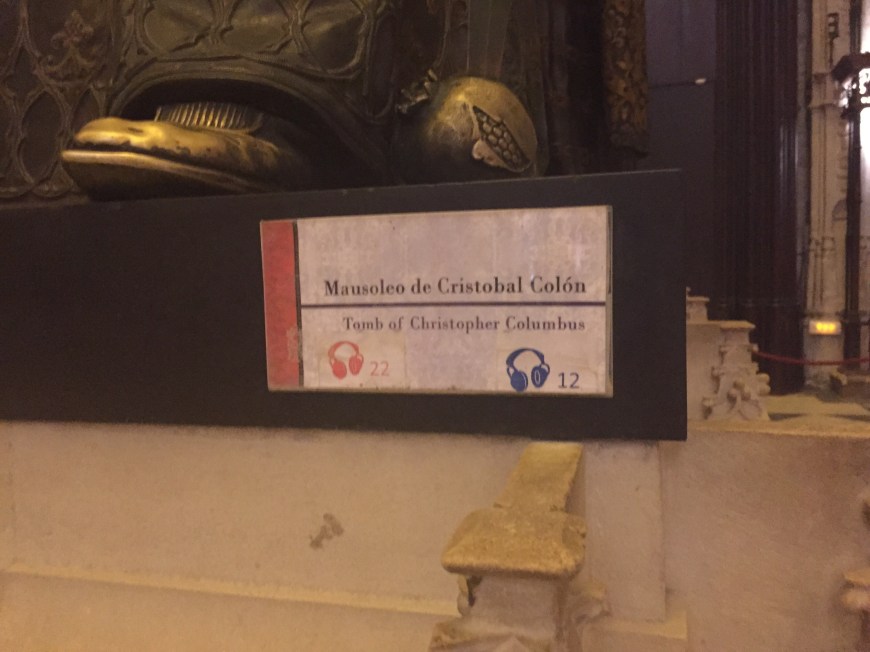 Mausoleo de Cristobal Colón
Tomb of Christopher Columbus
22 12